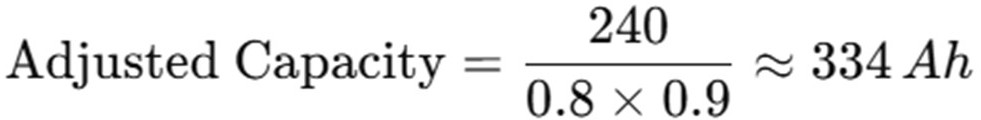 Adjusted Capacity = 240 / (0.8 × 0.9) ≈ 334 Ah